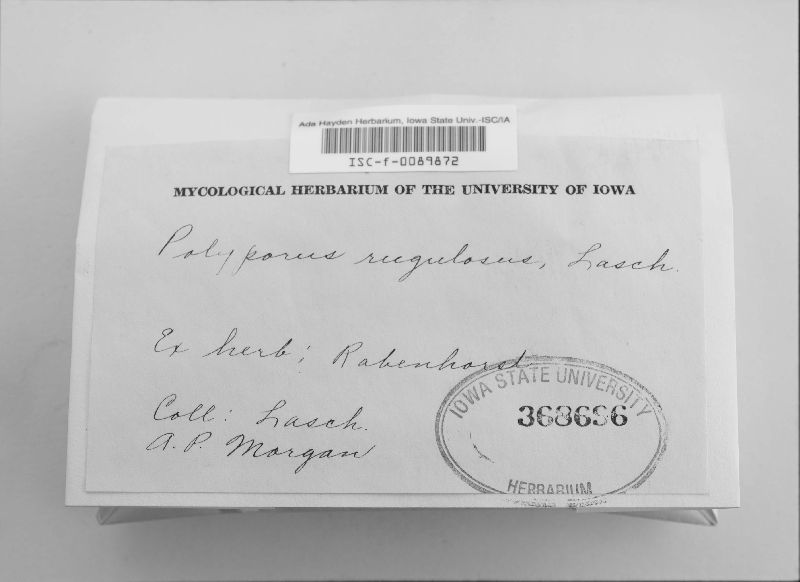 Ada Hayden Herbarium, Iowa State Univ.-ISC/IA
ISC-f-0089872
MYCOLOGICAL HERBARIUM OF THE UNIVERSITY OF IOWA
Polyporus rugulosus, Lasch.
Ex herb; Rabenhorst
Coll: Lasch.
A. P. Morgan
IOWA STATE UNIVERSITY
368696
HERBARIUM